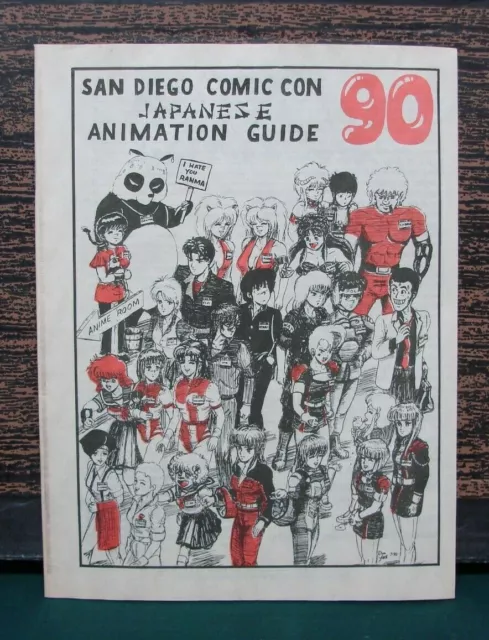 SAN DIEGO COMIC CON
JAPANESE
ANIMATION GUIDE
90
I HATE
YOU
RANMA
ANIME ROOM